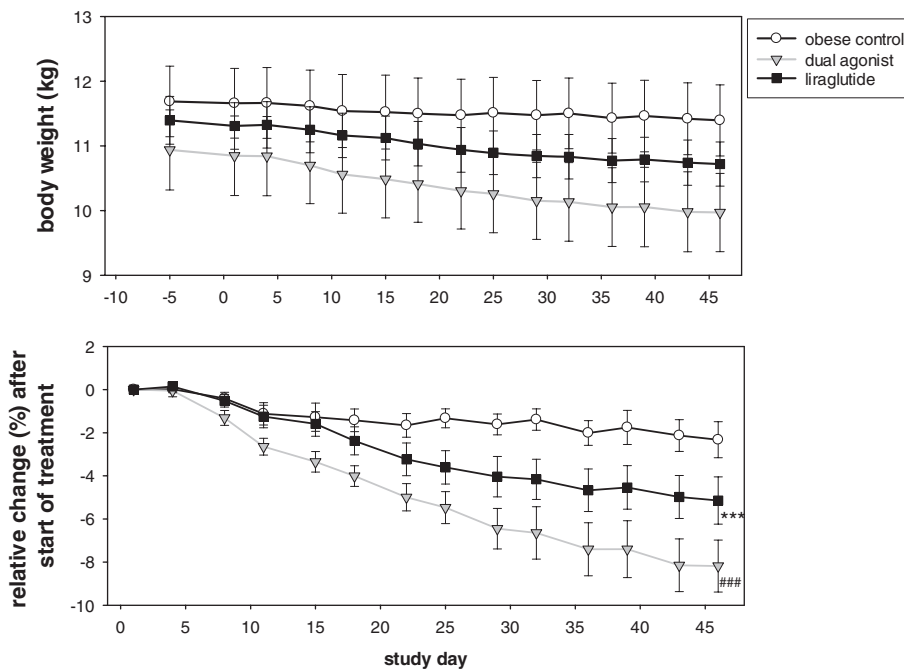 13
12
11
10
9
body weight (kg)
-10 -5 0 5 10 15 20 25 30 35 40 45
obese control
dual agonist
liraglutide
2
0
-2
-4
-6
-8
-10
relative change (%) after
start of treatment
***
###
0 5 10 15 20 25 30 35 40 45
study day